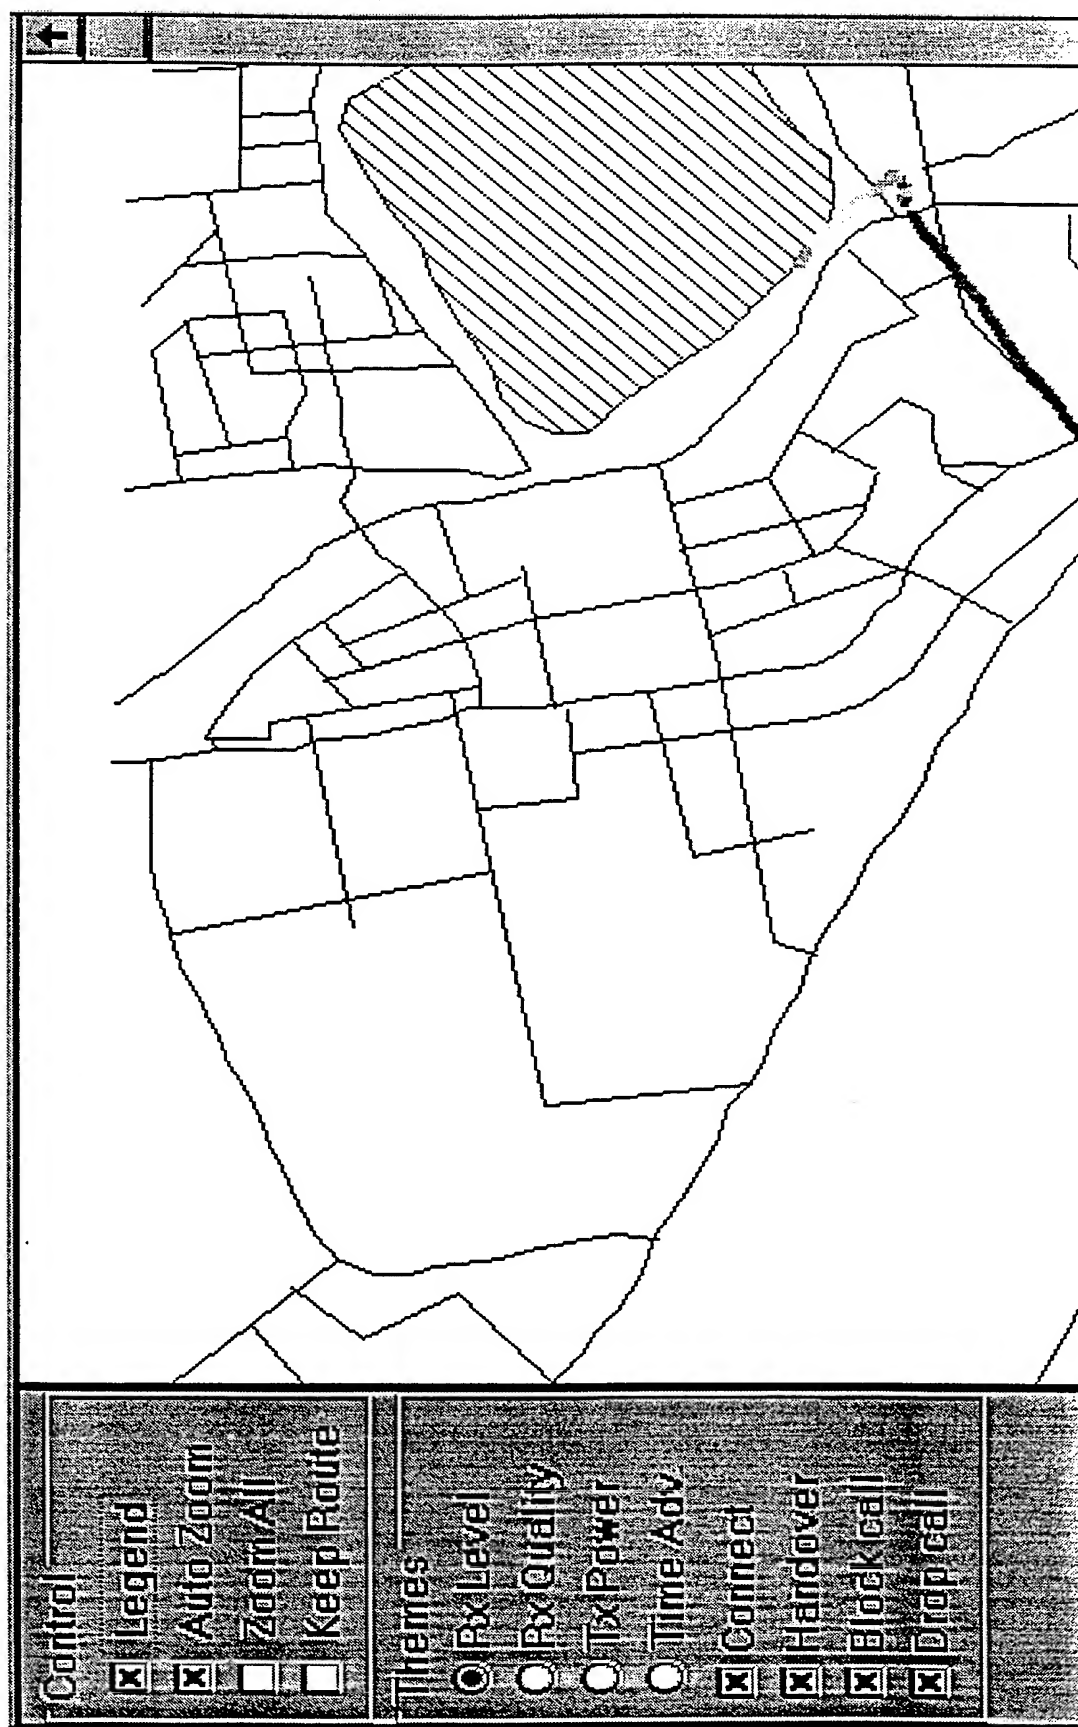 Control
Legend
Auto Zoom
Zoom All
Keep Route
Themes
Rx Level
Rx Quality
Tx Power
Time Adv
Connect
Handover
Block call
Drop call